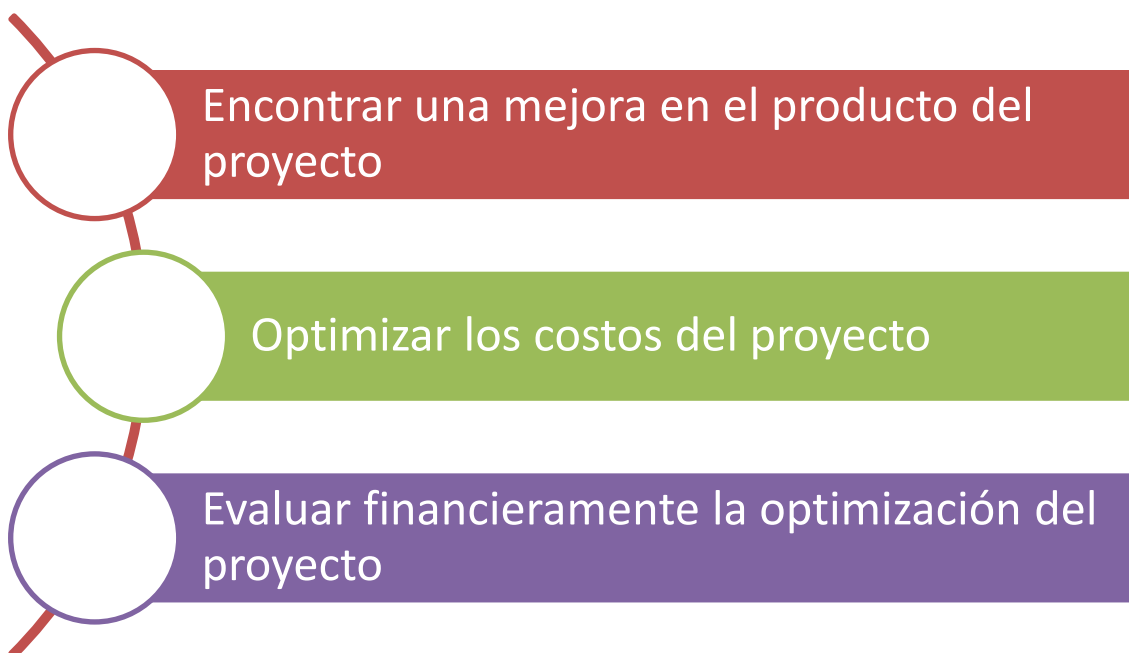 Encontrar una mejora en el producto del
proyecto
Optimizar los costos del proyecto
Evaluar financieramente la optimización del
proyecto